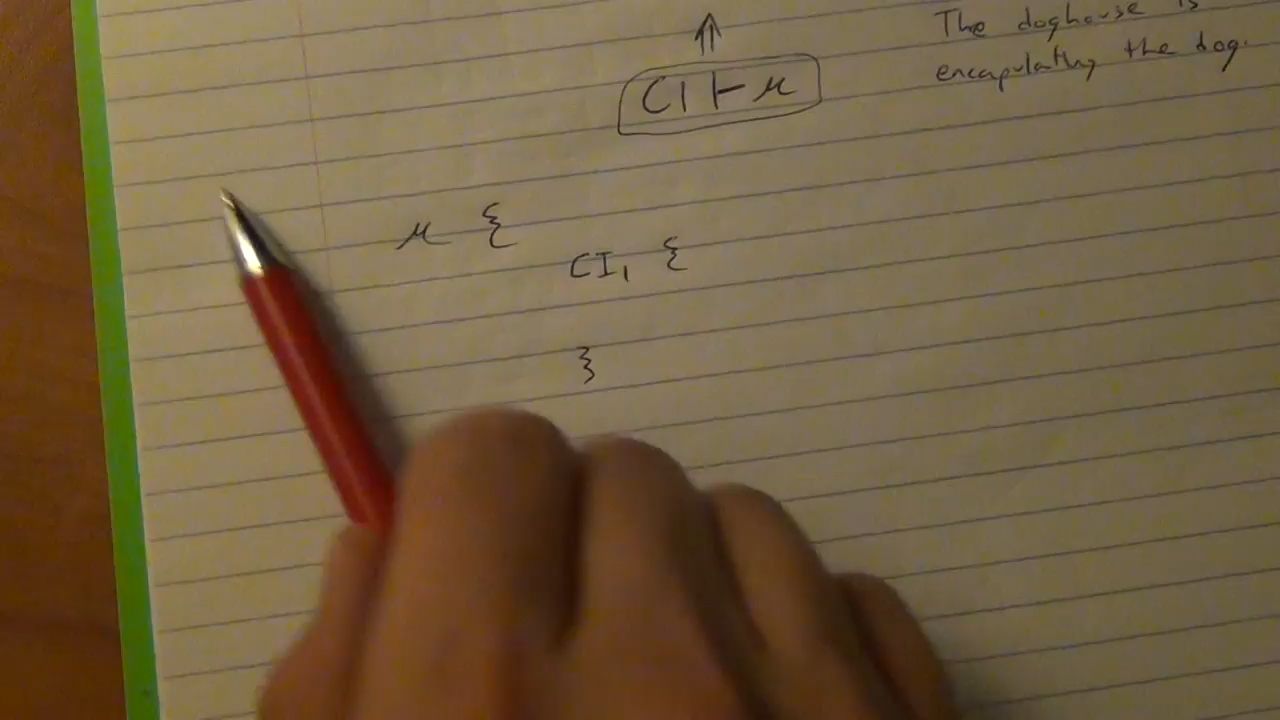 ⇑
The doghouse is
encapulating the dog.
CI ⊢ μ
μ {
CI₁ {
}